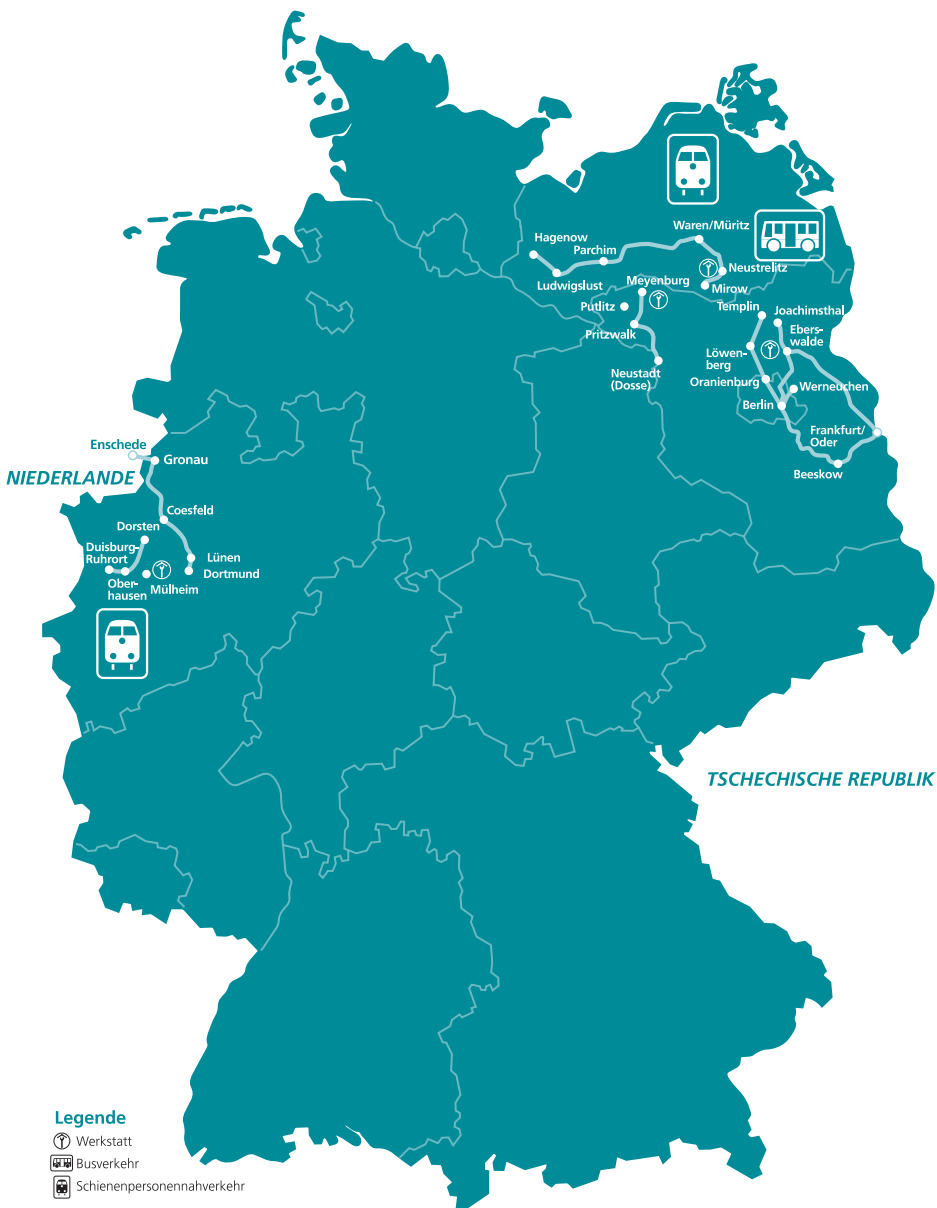 Waren/Müritz
Hagenow
Parchim
Neustrelitz
Ludwigslust
Meyenburg
Mirow
Putlitz
Templin
Joachimsthal
Pritzwalk
Ebers-
walde
Löwen-
berg
Neustadt
(Dosse)
Oranienburg
Werneuchen
Berlin
Frankfurt/
Oder
Beeskow
Enschede
Gronau
NIEDERLANDE
Coesfeld
Dorsten
Duisburg-
Ruhrort
Lünen
Dortmund
Ober-
hausen
Mülheim
TSCHECHISCHE REPUBLIK
Legende
Werkstatt
Busverkehr
Schienenpersonennahverkehr